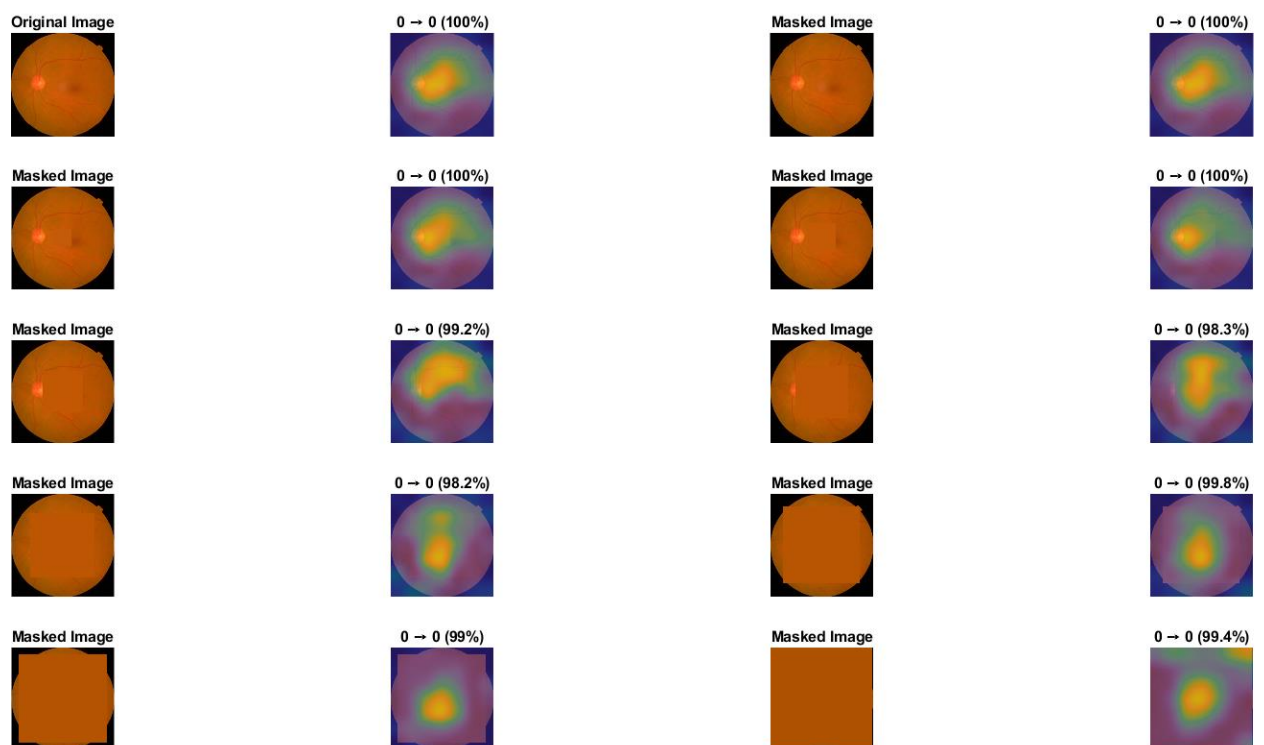 Original Image
0 → 0 (100%)
Masked Image
0 → 0 (100%)
Masked Image
0 → 0 (100%)
Masked Image
0 → 0 (100%)
Masked Image
0 → 0 (99.2%)
Masked Image
0 → 0 (98.3%)
Masked Image
0 → 0 (98.2%)
Masked Image
0 → 0 (99.8%)
Masked Image
0 → 0 (99%)
Masked Image
0 → 0 (99.4%)